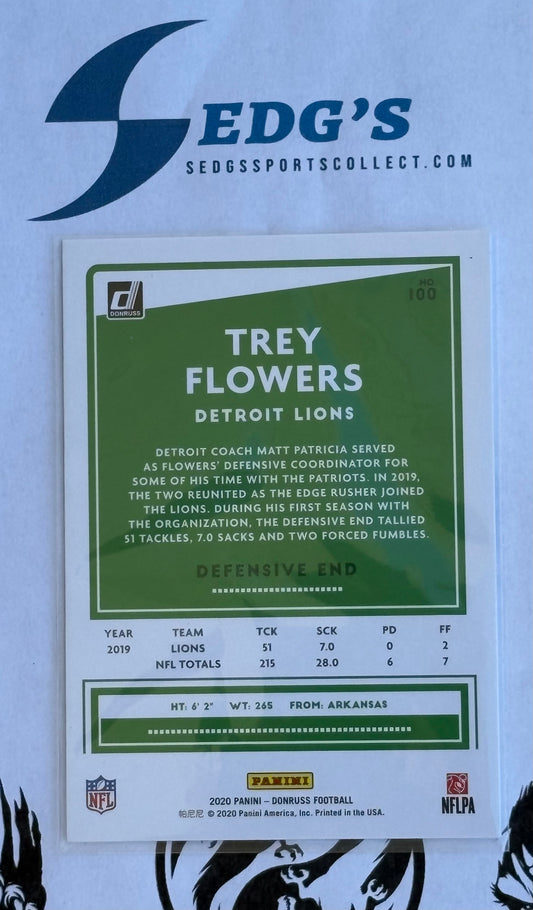 SEDG'S
SEDGSSPORTSCOLLECT.COM
DONRUSS
NO.
100
TREY
FLOWERS
DETROIT LIONS
DETROIT COACH MATT PATRICIA SERVED
AS FLOWERS' DEFENSIVE COORDINATOR FOR
SOME OF HIS TIME WITH THE PATRIOTS. IN 2019,
THE TWO REUNITED AS THE EDGE RUSHER JOINED
THE LIONS. DURING HIS FIRST SEASON WITH
THE ORGANIZATION, THE DEFENSIVE END TALLIED
51 TACKLES, 7.0 SACKS AND TWO FORCED FUMBLES.
DEFENSIVE END
YEAR TEAM TCK SCK PD FF
2019 LIONS 51 7.0 0 2
NFL TOTALS 215 28.0 6 7
HT: 6' 2" WT: 265 FROM: ARKANSAS
NFL
PANINI
NFLPA
2020 PANINI – DONRUSS FOOTBALL
帕尼尼 © 2020 Panini America, Inc. Printed in the USA.